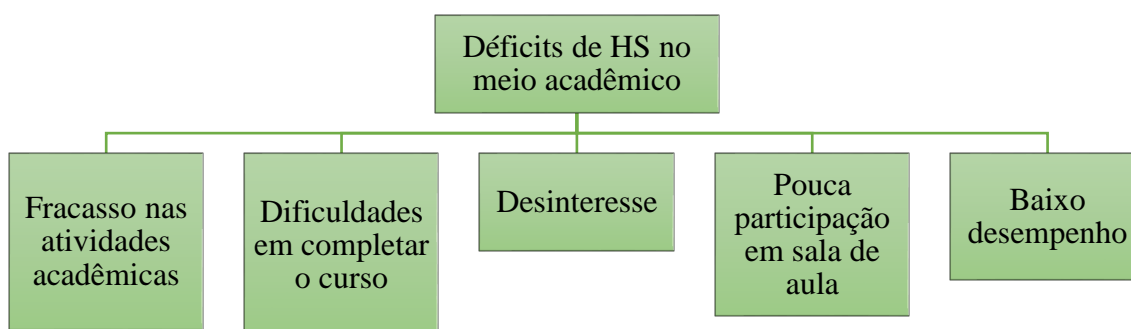 Déficits de HS no
meio acadêmico
Fracasso nas
atividades
acadêmicas
Dificuldades
em completar
o curso
Desinteresse
Pouca
participação
em sala de
aula
Baixo
desempenho